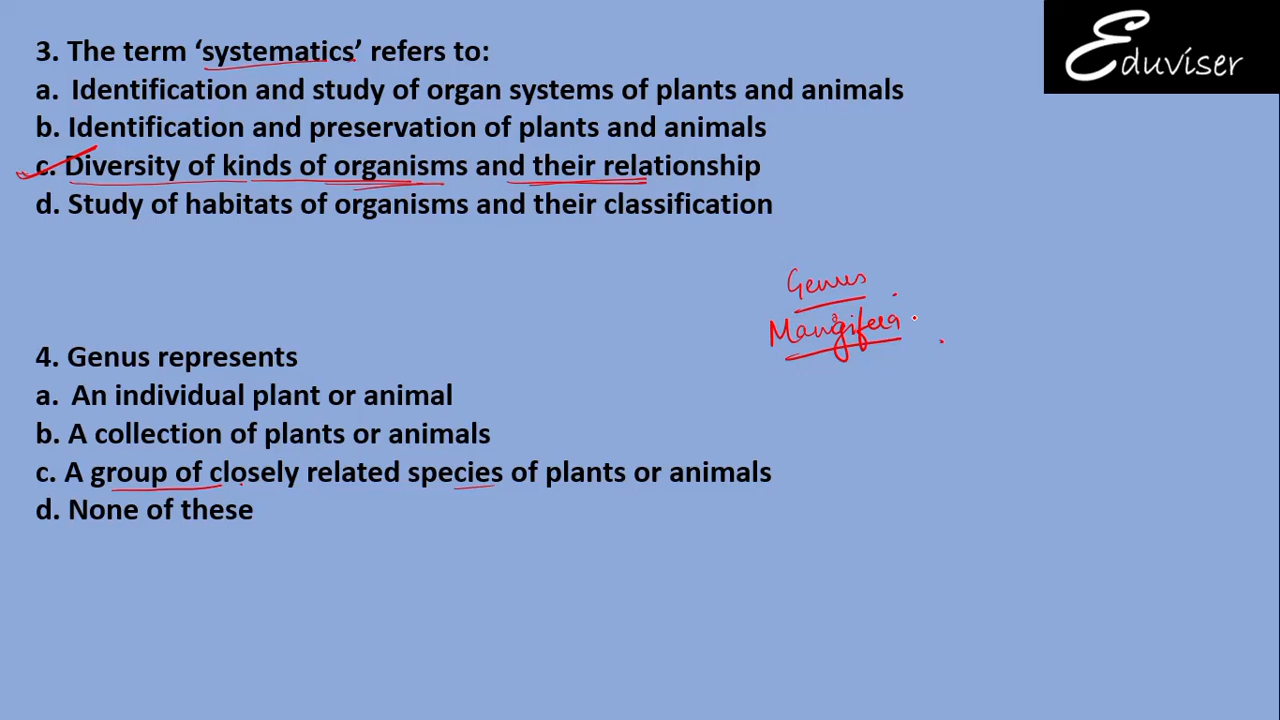 Eduviser
3. The term ‘systematics’ refers to:
a. Identification and study of organ systems of plants and animals
b. Identification and preservation of plants and animals
c. Diversity of kinds of organisms and their relationship
d. Study of habitats of organisms and their classification
Genus
Mangifera
4. Genus represents
a. An individual plant or animal
b. A collection of plants or animals
c. A group of closely related species of plants or animals
d. None of these